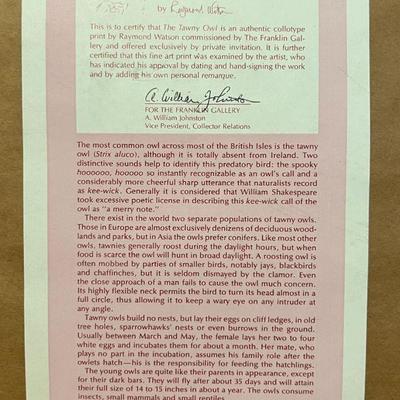 by Raymond Watson
This is to certify that The Tawny Owl is an authentic collotype
print by Raymond Watson commissioned by The Franklin Gal-
lery and offered exclusively by private invitation. It is further
certified that this fine art print was examined by the artist, who
has indicated his approval by dating and hand-signing the work
and by adding his own personal remarque.
A. William Johnston
FOR THE FRANKLIN GALLERY
A. William Johnston
Vice President, Collector Relations
The most common owl across most of the British Isles is the tawny
owl (Strix aluco), although it is totally absent from Ireland. Two
distinctive sounds help to identify this predatory bird: the spooky
hoooooo, hooooo so instantly recognizable as an owl's call and a
considerably more cheerful sharp utterance that naturalists record
as kee-wick. Generally it is considered that William Shakespeare
took excessive poetic license in describing this kee-wick call of the
owl as "a merry note."
There exist in the world two separate populations of tawny owls.
Those in Europe are almost exclusively denizens of deciduous wood-
lands and parks, but in Asia the owls prefer conifers. Like most other
owls, tawnies generally roost during the daylight hours, but when
food is scarce the owl will hunt in broad daylight. A roosting owl is
often mobbed by parties of smaller birds, notably jays, blackbirds
and chaffinches, but it is seldom dismayed by the clamor. Even
the close approach of a man fails to cause the owl much concern.
Its highly flexible neck permits the bird to turn its head almost in a
full circle, thus allowing it to keep a wary eye on any intruder at
any angle.
Tawny owls build no nests, but lay their eggs on cliff ledges, in old
tree holes, sparrowhawks' nests or even burrows in the ground.
Usually between March and May, the female lays her two to four
white eggs and incubates them for about a month. Her mate, who
plays no part in the incubation, assumes his family role after the
owlets hatch—his is the responsibility for feeding the hatchlings.
The young owls are quite like their parents in appearance, except
for their dark bars. They will fly after about 35 days and will attain
their full size of 14 to 15 inches in about a year. The owls consume
insects, small mammals and small reptiles.